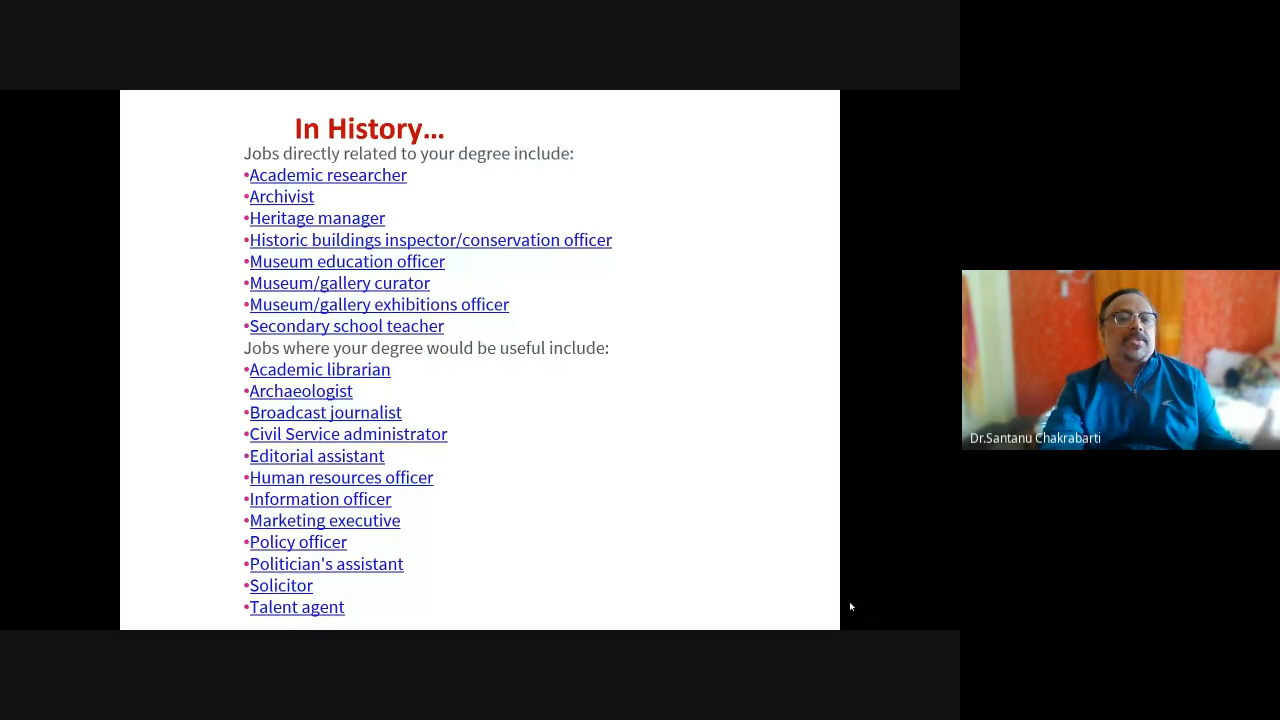 In History...
Jobs directly related to your degree include:
•Academic researcher
•Archivist
•Heritage manager
•Historic buildings inspector/conservation officer
•Museum education officer
•Museum/gallery curator
•Museum/gallery exhibitions officer
•Secondary school teacher
Jobs where your degree would be useful include:
•Academic librarian
•Archaeologist
•Broadcast journalist
•Civil Service administrator
•Editorial assistant
•Human resources officer
•Information officer
•Marketing executive
•Policy officer
•Politician's assistant
•Solicitor
•Talent agent
Dr.Santanu Chakrabarti